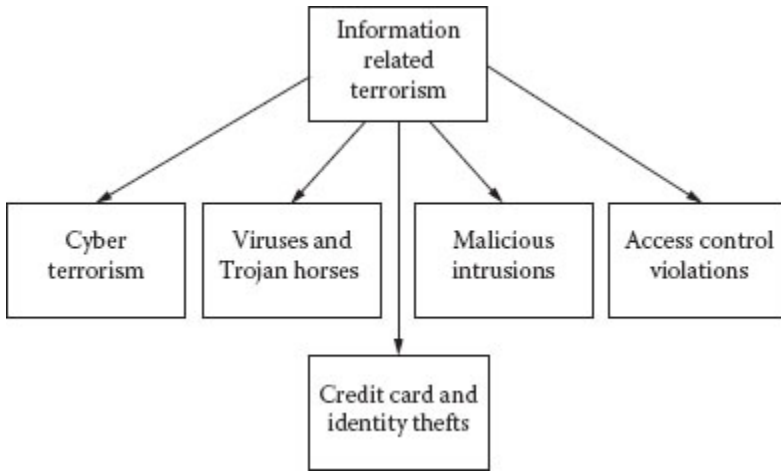 Information
related
terrorism
Cyber
terrorism
Viruses and
Trojan horses
Malicious
intrusions
Access control
violations
Credit card and
identity thefts